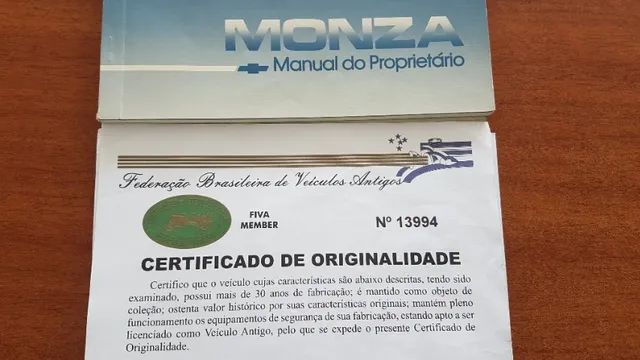 MONZA
Manual do Proprietário
Federação Brasileira de Veículos Antigos
FIVA
MEMBER
Nº 13994
CERTIFICADO DE ORIGINALIDADE
Certifico que o veículo cujas características são abaixo descritas, tendo sido
examinado, possui mais de 30 anos de fabricação; é mantido como objeto de
coleção; ostenta valor histórico por suas características originais; mantém pleno
funcionamento os equipamentos de segurança de sua fabricação, estando apto a ser
licenciado como Veículo Antigo, pelo que se expede o presente Certificado de
Originalidade.